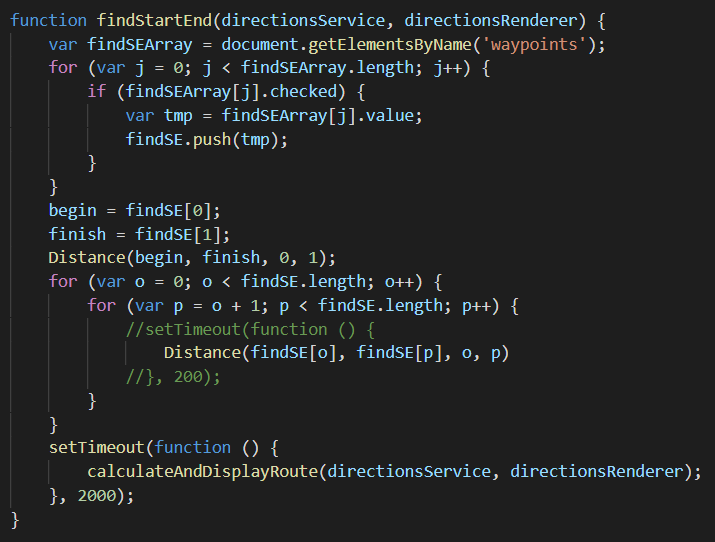 function findStartEnd(directionsService, directionsRenderer) {
    var findSEArray = document.getElementsByName('waypoints');
    for (var j = 0; j < findSEArray.length; j++) {
        if (findSEArray[j].checked) {
            var tmp = findSEArray[j].value;
            findSE.push(tmp);
        }
    }
    begin = findSE[0];
    finish = findSE[1];
    Distance(begin, finish, 0, 1);
    for (var o = 0; o < findSE.length; o++) {
        for (var p = o + 1; p < findSE.length; p++) {
            //setTimeout(function () {
                Distance(findSE[o], findSE[p], o, p)
            //}, 200);
        }
    }
    setTimeout(function () {
        calculateAndDisplayRoute(directionsService, directionsRenderer);
    }, 2000);
}